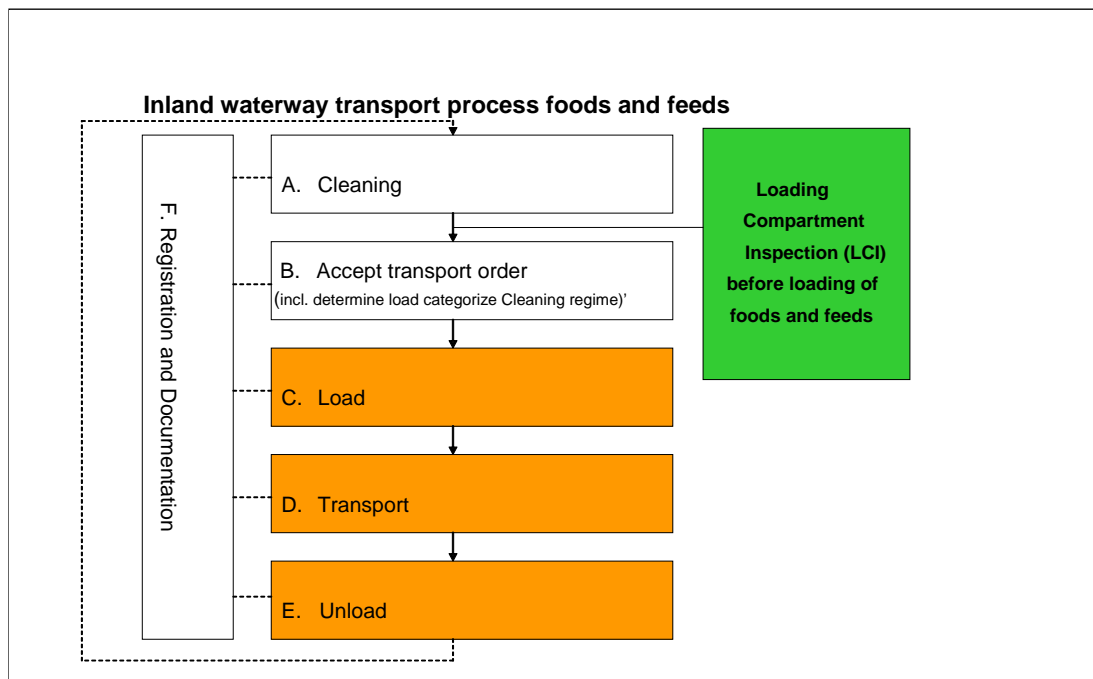 Inland waterway transport process foods and feeds
F. Registration and Documentation
A. Cleaning
B. Accept transport order
(incl. determine load categorize Cleaning regime)’
C. Load
D. Transport
E. Unload
Loading
Compartment
Inspection (LCI)
before loading of
foods and feeds